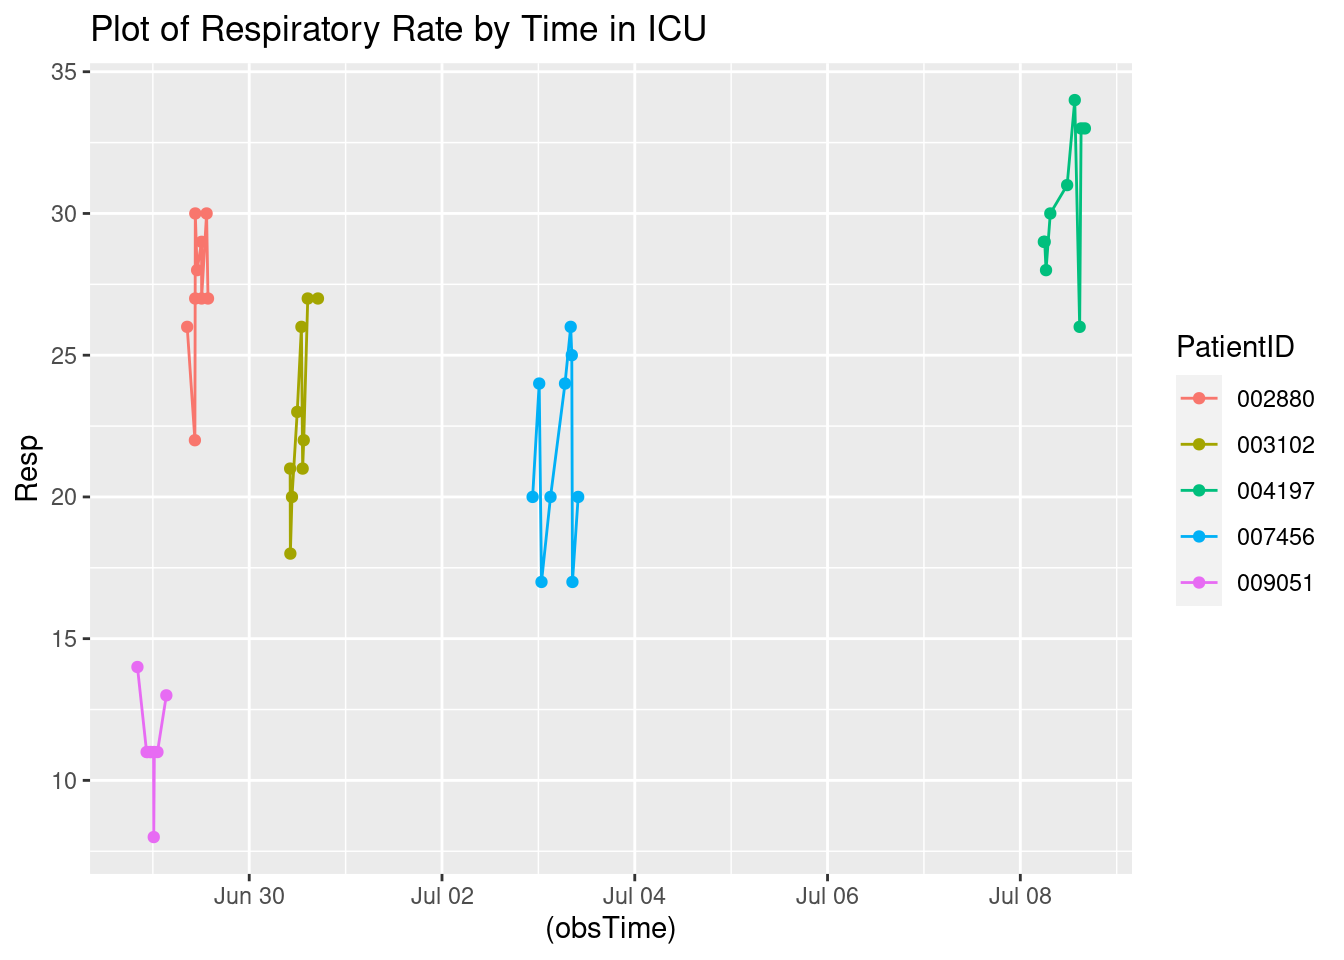 Plot of Respiratory Rate by Time in ICU
35
30
25
20
15
10
Resp
Jun 30
Jul 02
Jul 04
Jul 06
Jul 08
(obsTime)
PatientID
002880
003102
004197
007456
009051